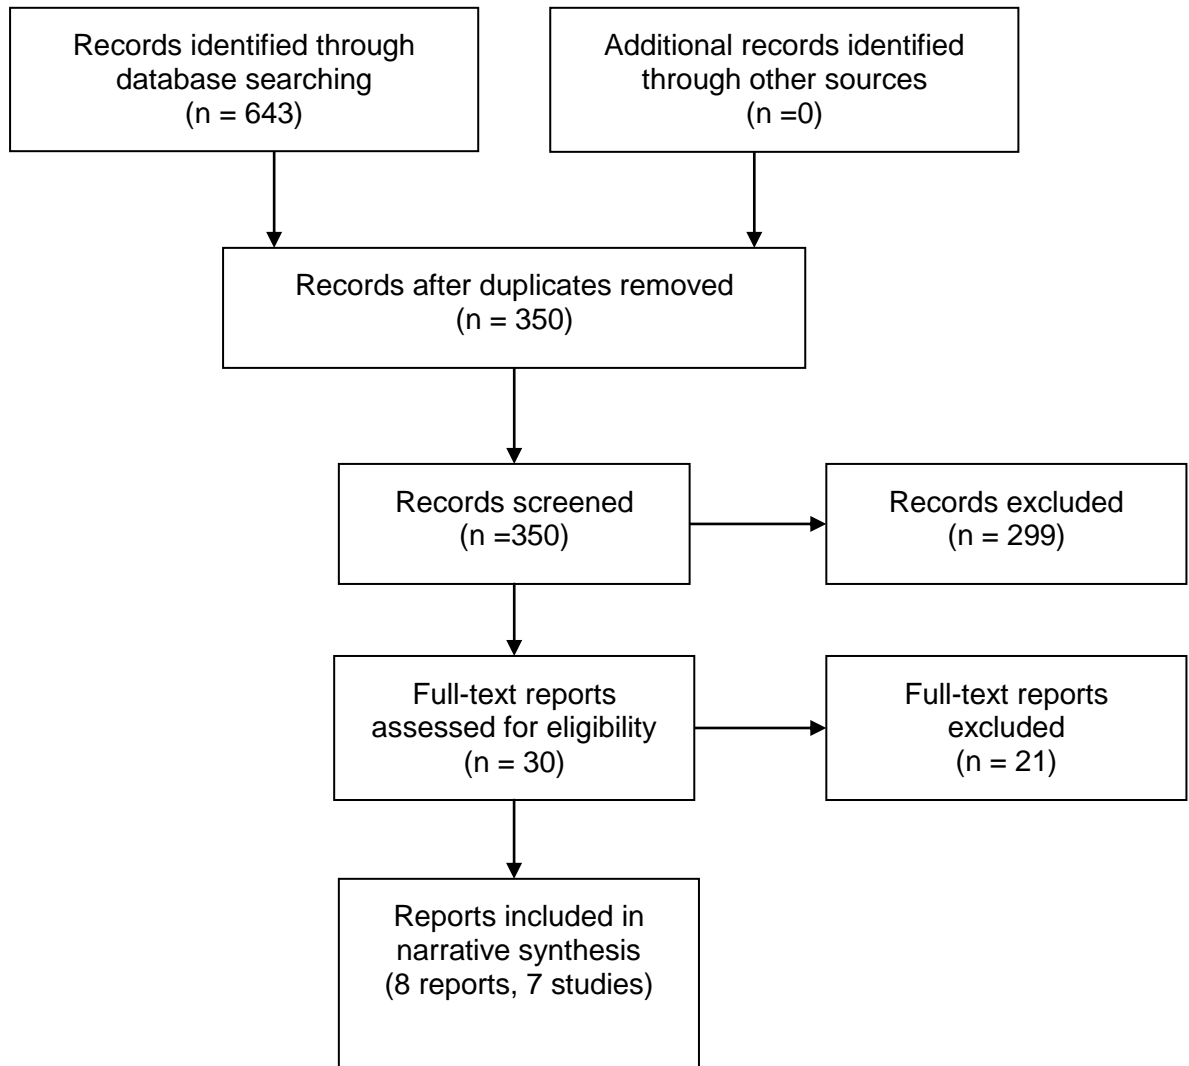 Records identified through
database searching
(n = 643)
Additional records identified
through other sources
(n =0)
Records after duplicates removed
(n = 350)
Records screened
(n =350)
Records excluded
(n = 299)
Full-text reports
assessed for eligibility
(n = 30)
Full-text reports
excluded
(n = 21)
Reports included in
narrative synthesis
(8 reports, 7 studies)